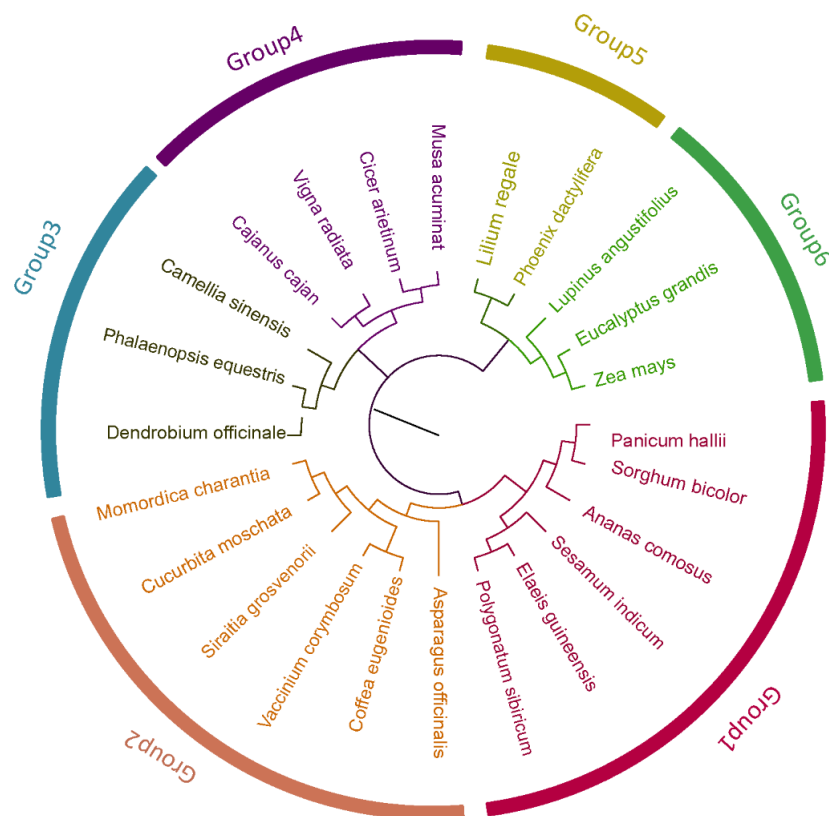 Group4
Group5
Group3
Group6
Musa acuminat
Cicer arietinum
Vigna radiata
Cajanus cajan
Lilium regale
Phoenix dactylifera
Lupinus angustifolius
Eucalyptus grandis
Zea mays
Camellia sinensis
Phalaenopsis equestris
Dendrobium officinale
Momordica charantia
Cucurbita moschata
Siraitia grosvenorii
Vaccinium corymbosum
Coffea eugenioides
Asparagus officinalis
Panicum hallii
Sorghum bicolor
Ananas comosus
Sesamum indicum
Elaeis guineensis
Polygonatum sibiricum
Group2
Group1